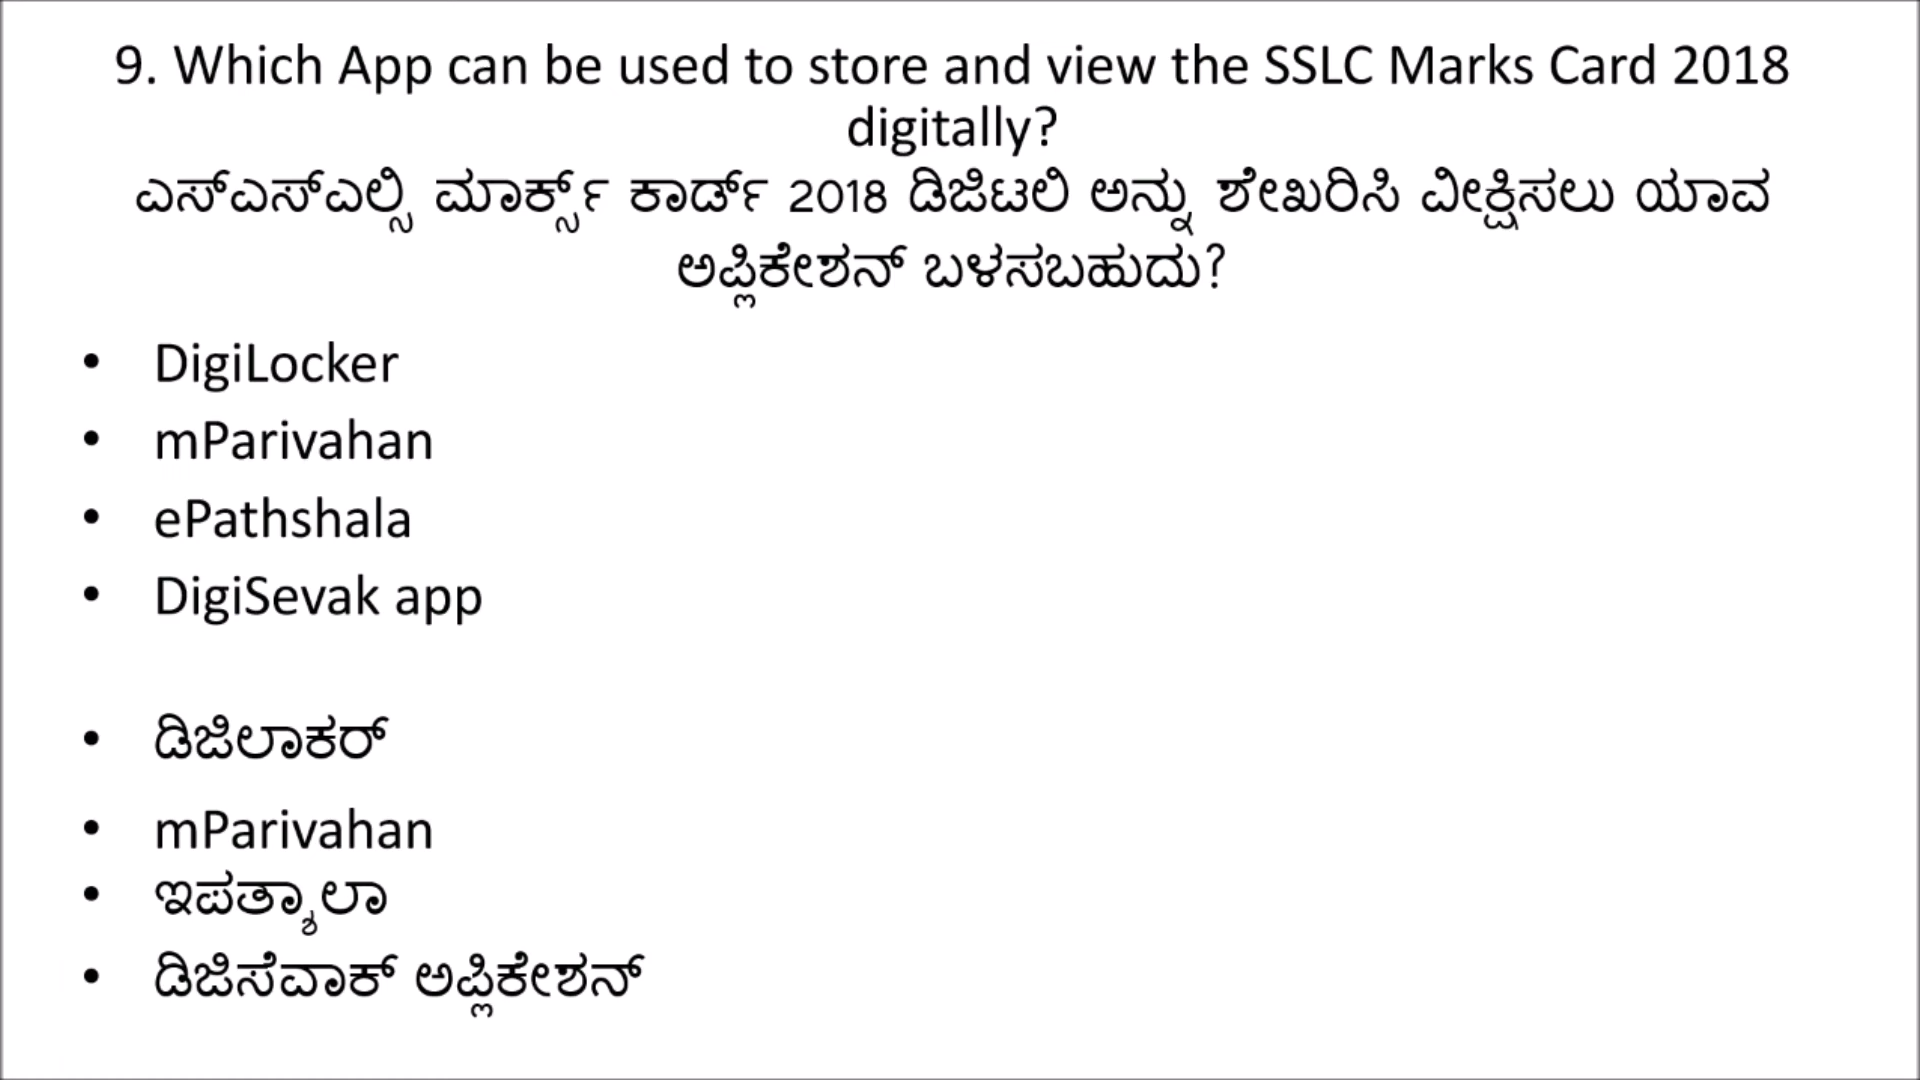 9. Which App can be used to store and view the SSLC Marks Card 2018
digitally?
ಎಸ್ಎಸ್ಎಲ್ಸಿ ಮಾರ್ಕ್ಸ್ ಕಾರ್ಡ್ 2018 ಡಿಜಿಟಲಿ ಅನ್ನು ಶೇಖರಿಸಿ ವೀಕ್ಷಿಸಲು ಯಾವ
ಅಪ್ಲಿಕೇಶನ್ ಬಳಸಬಹುದು?
• DigiLocker
• mParivahan
• ePathshala
• DigiSevak app
• ಡಿಜಿಲಾಕರ್
• mParivahan
• ಇಪತ್ಶಾಲಾ
• ಡಿಜಿಸೆವಾಕ್ ಅಪ್ಲಿಕೇಶನ್